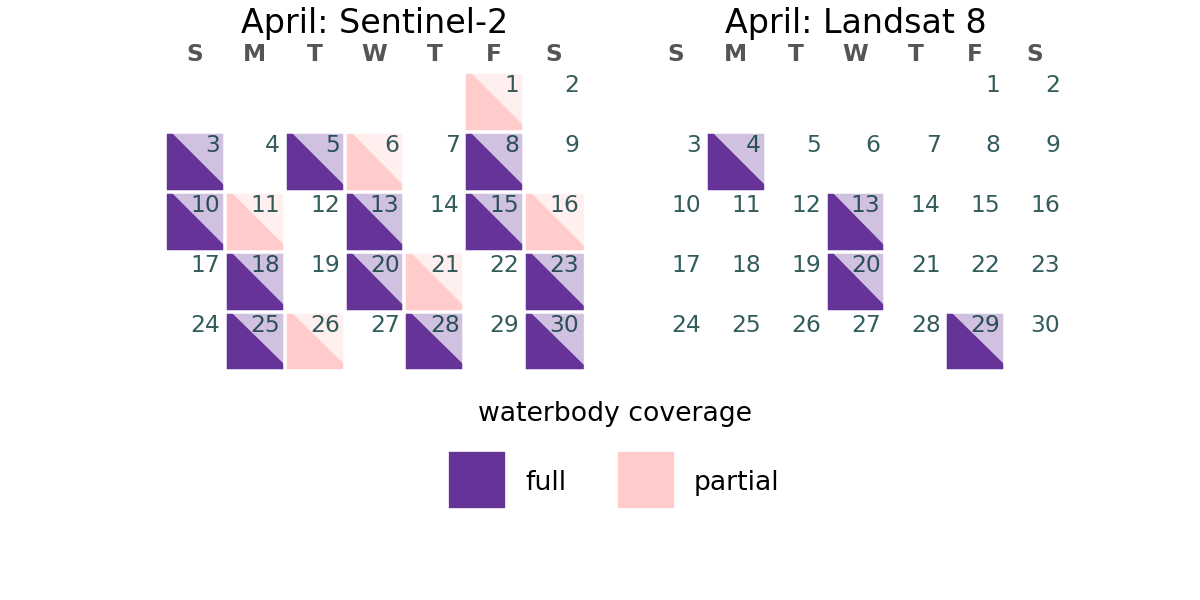 April: Sentinel-2
S M T W T F S
1 2
3 4 5 6 7 8 9
10 11 12 13 14 15 16
17 18 19 20 21 22 23
24 25 26 27 28 29 30
April: Landsat 8
S M T W T F S
1 2
3 4 5 6 7 8 9
10 11 12 13 14 15 16
17 18 19 20 21 22 23
24 25 26 27 28 29 30
waterbody coverage
full
partial